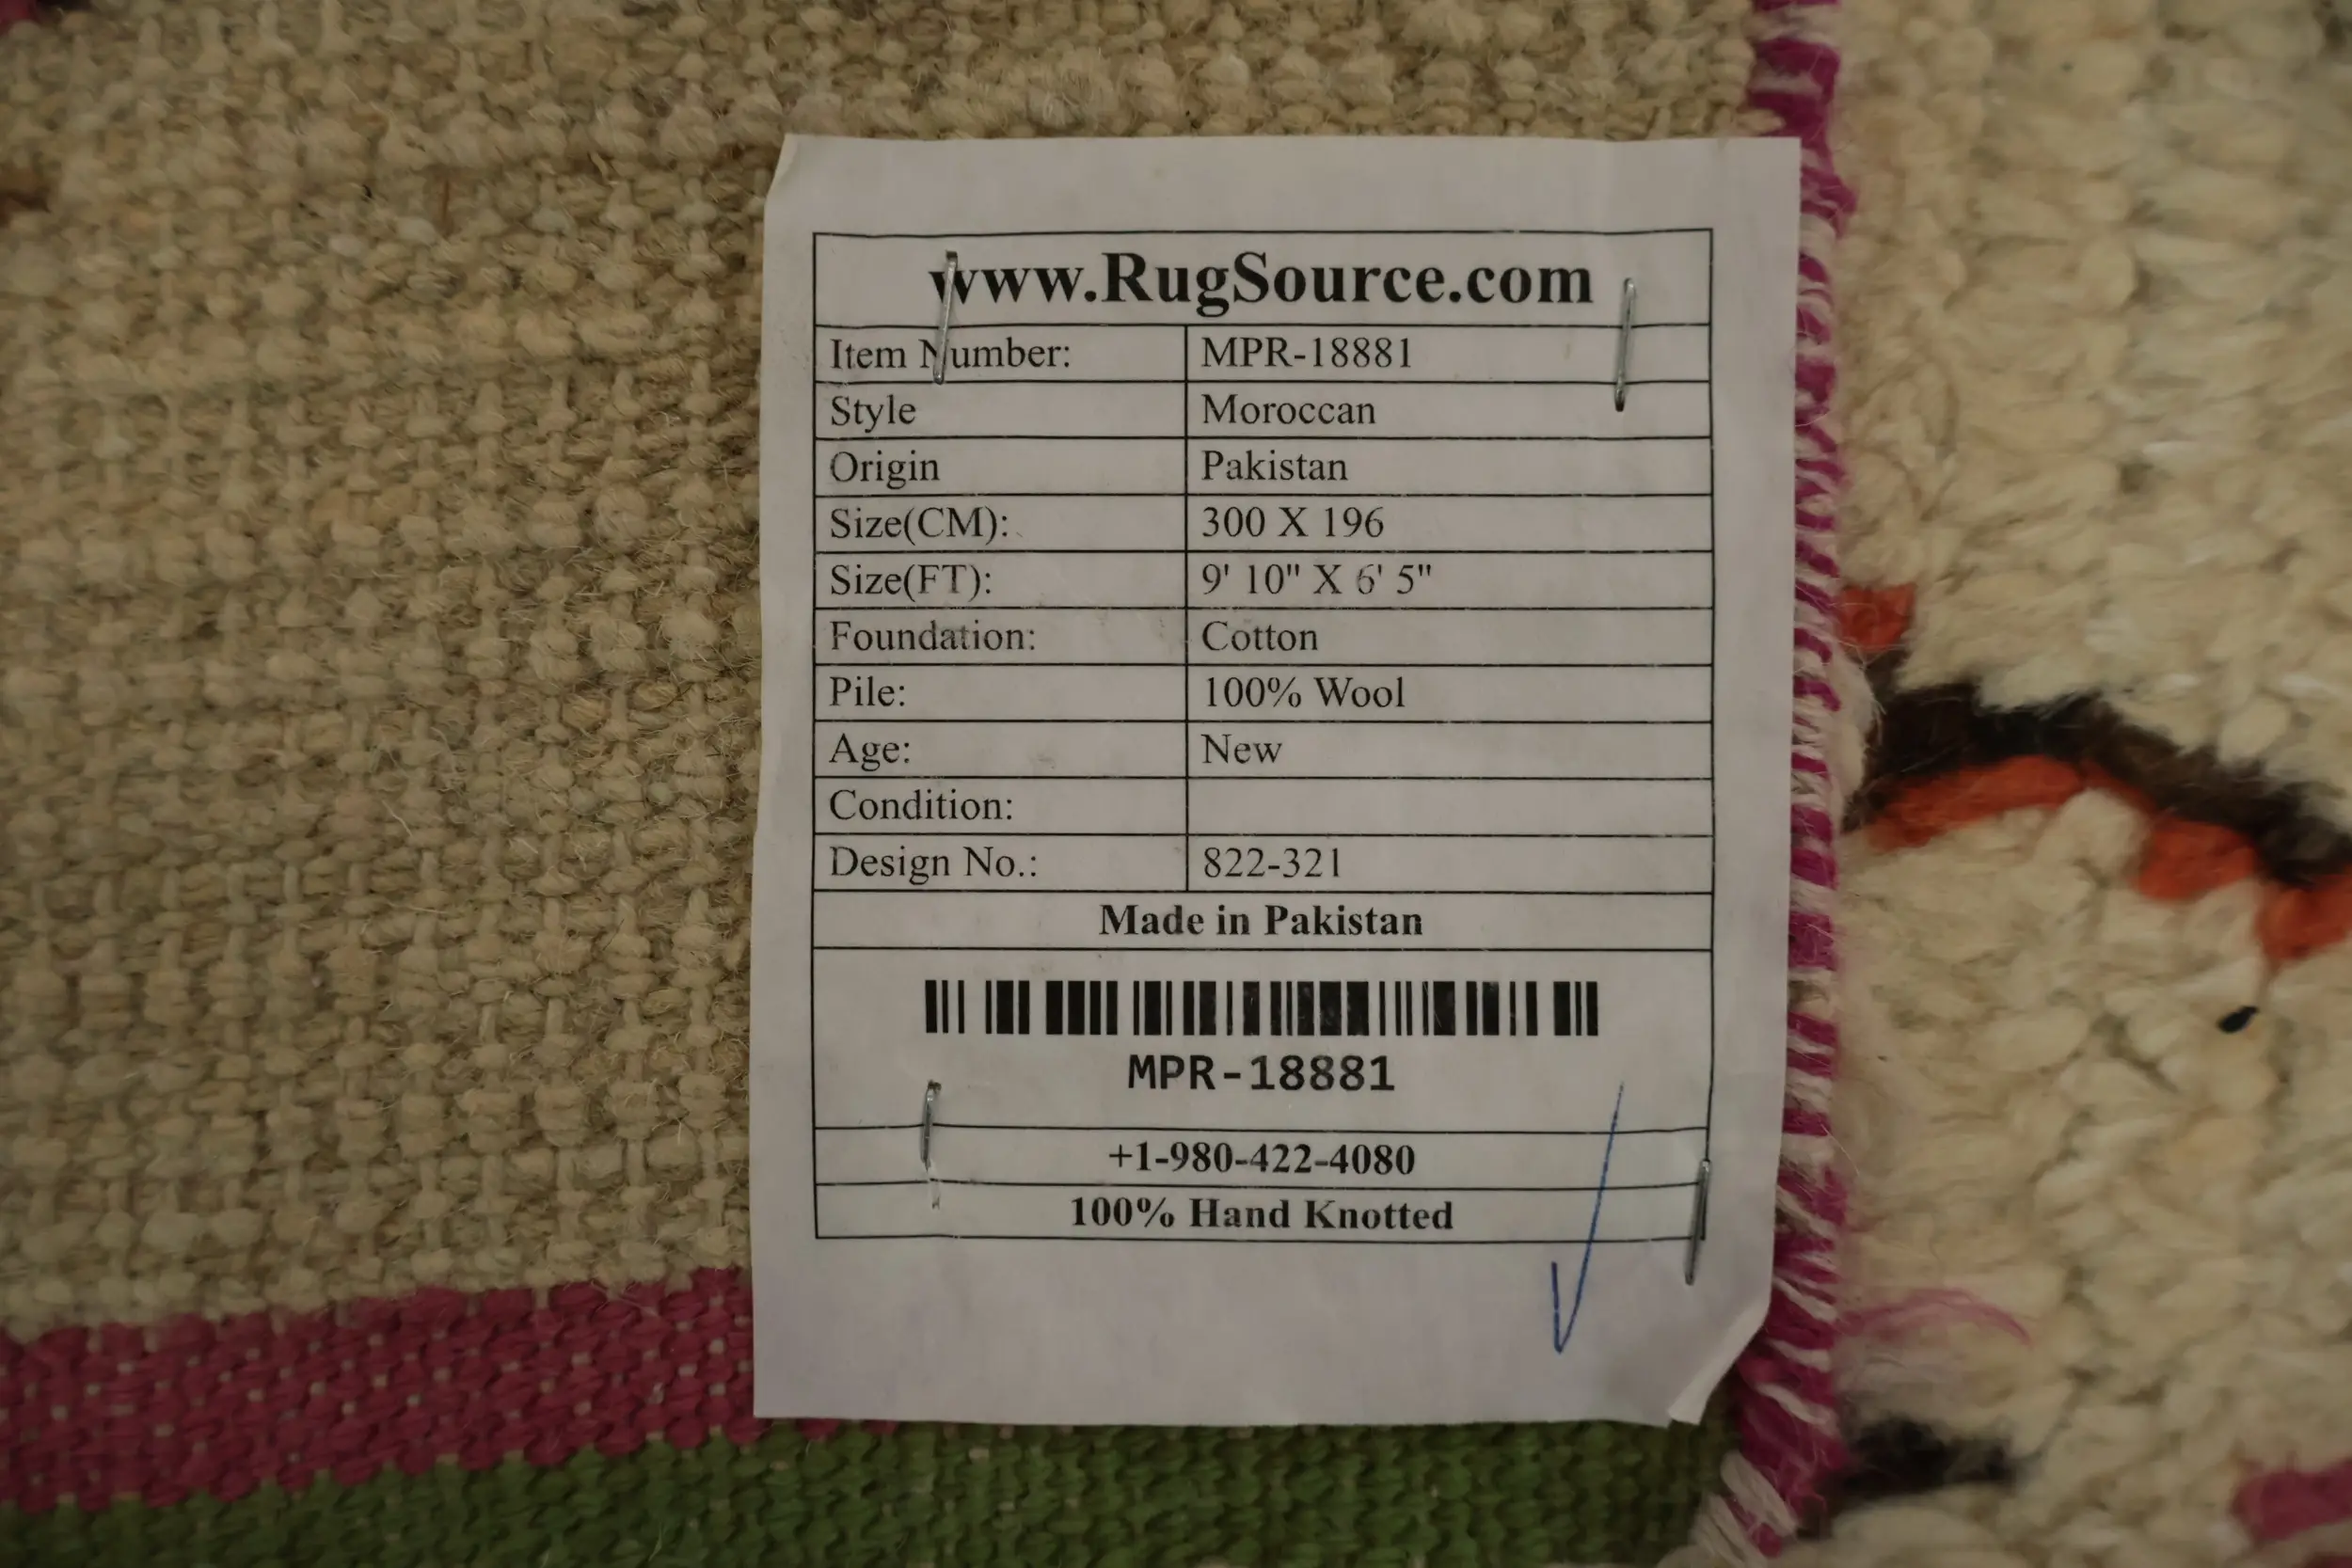 www.RugSource.com
Item Number: MPR-18881
Style Moroccan
Origin Pakistan
Size(CM): 300 X 196
Size(FT): 9' 10" X 6' 5"
Foundation: Cotton
Pile: 100% Wool
Age: New
Condition:
Design No.: 822-321
Made in Pakistan
MPR-18881
+1-980-422-4080
100% Hand Knotted